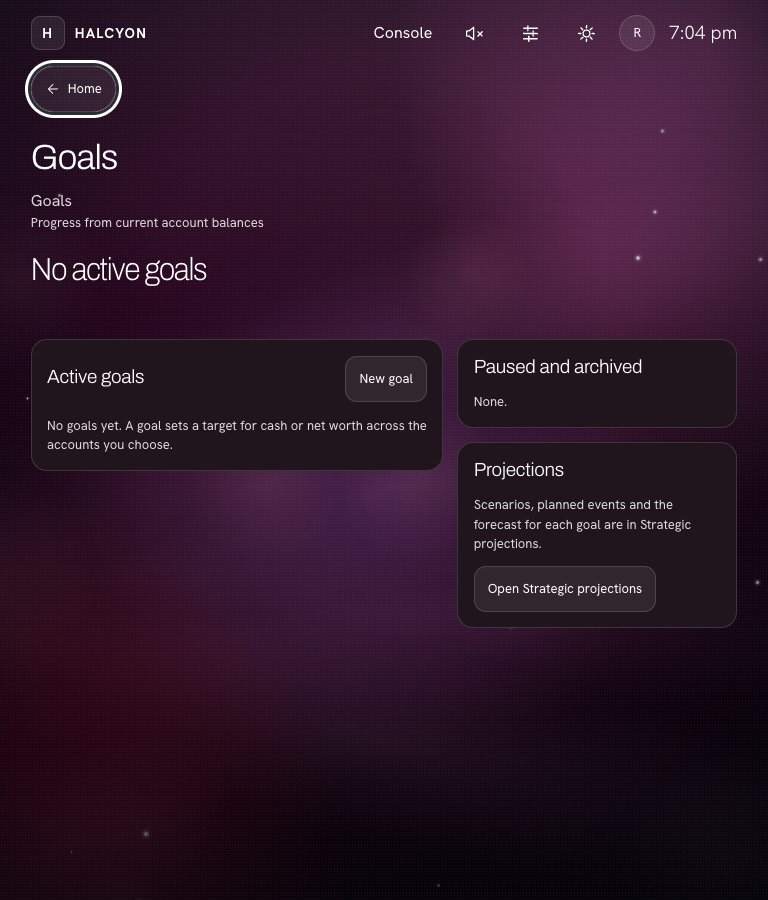 H HALCYON Console R 7:04 pm
← Home
Goals
Goals
Progress from current account balances
No active goals
Active goals
New goal
No goals yet. A goal sets a target for cash or net worth across the
accounts you choose.
Paused and archived
None.
Projections
Scenarios, planned events and the
forecast for each goal are in Strategic
projections.
Open Strategic projections